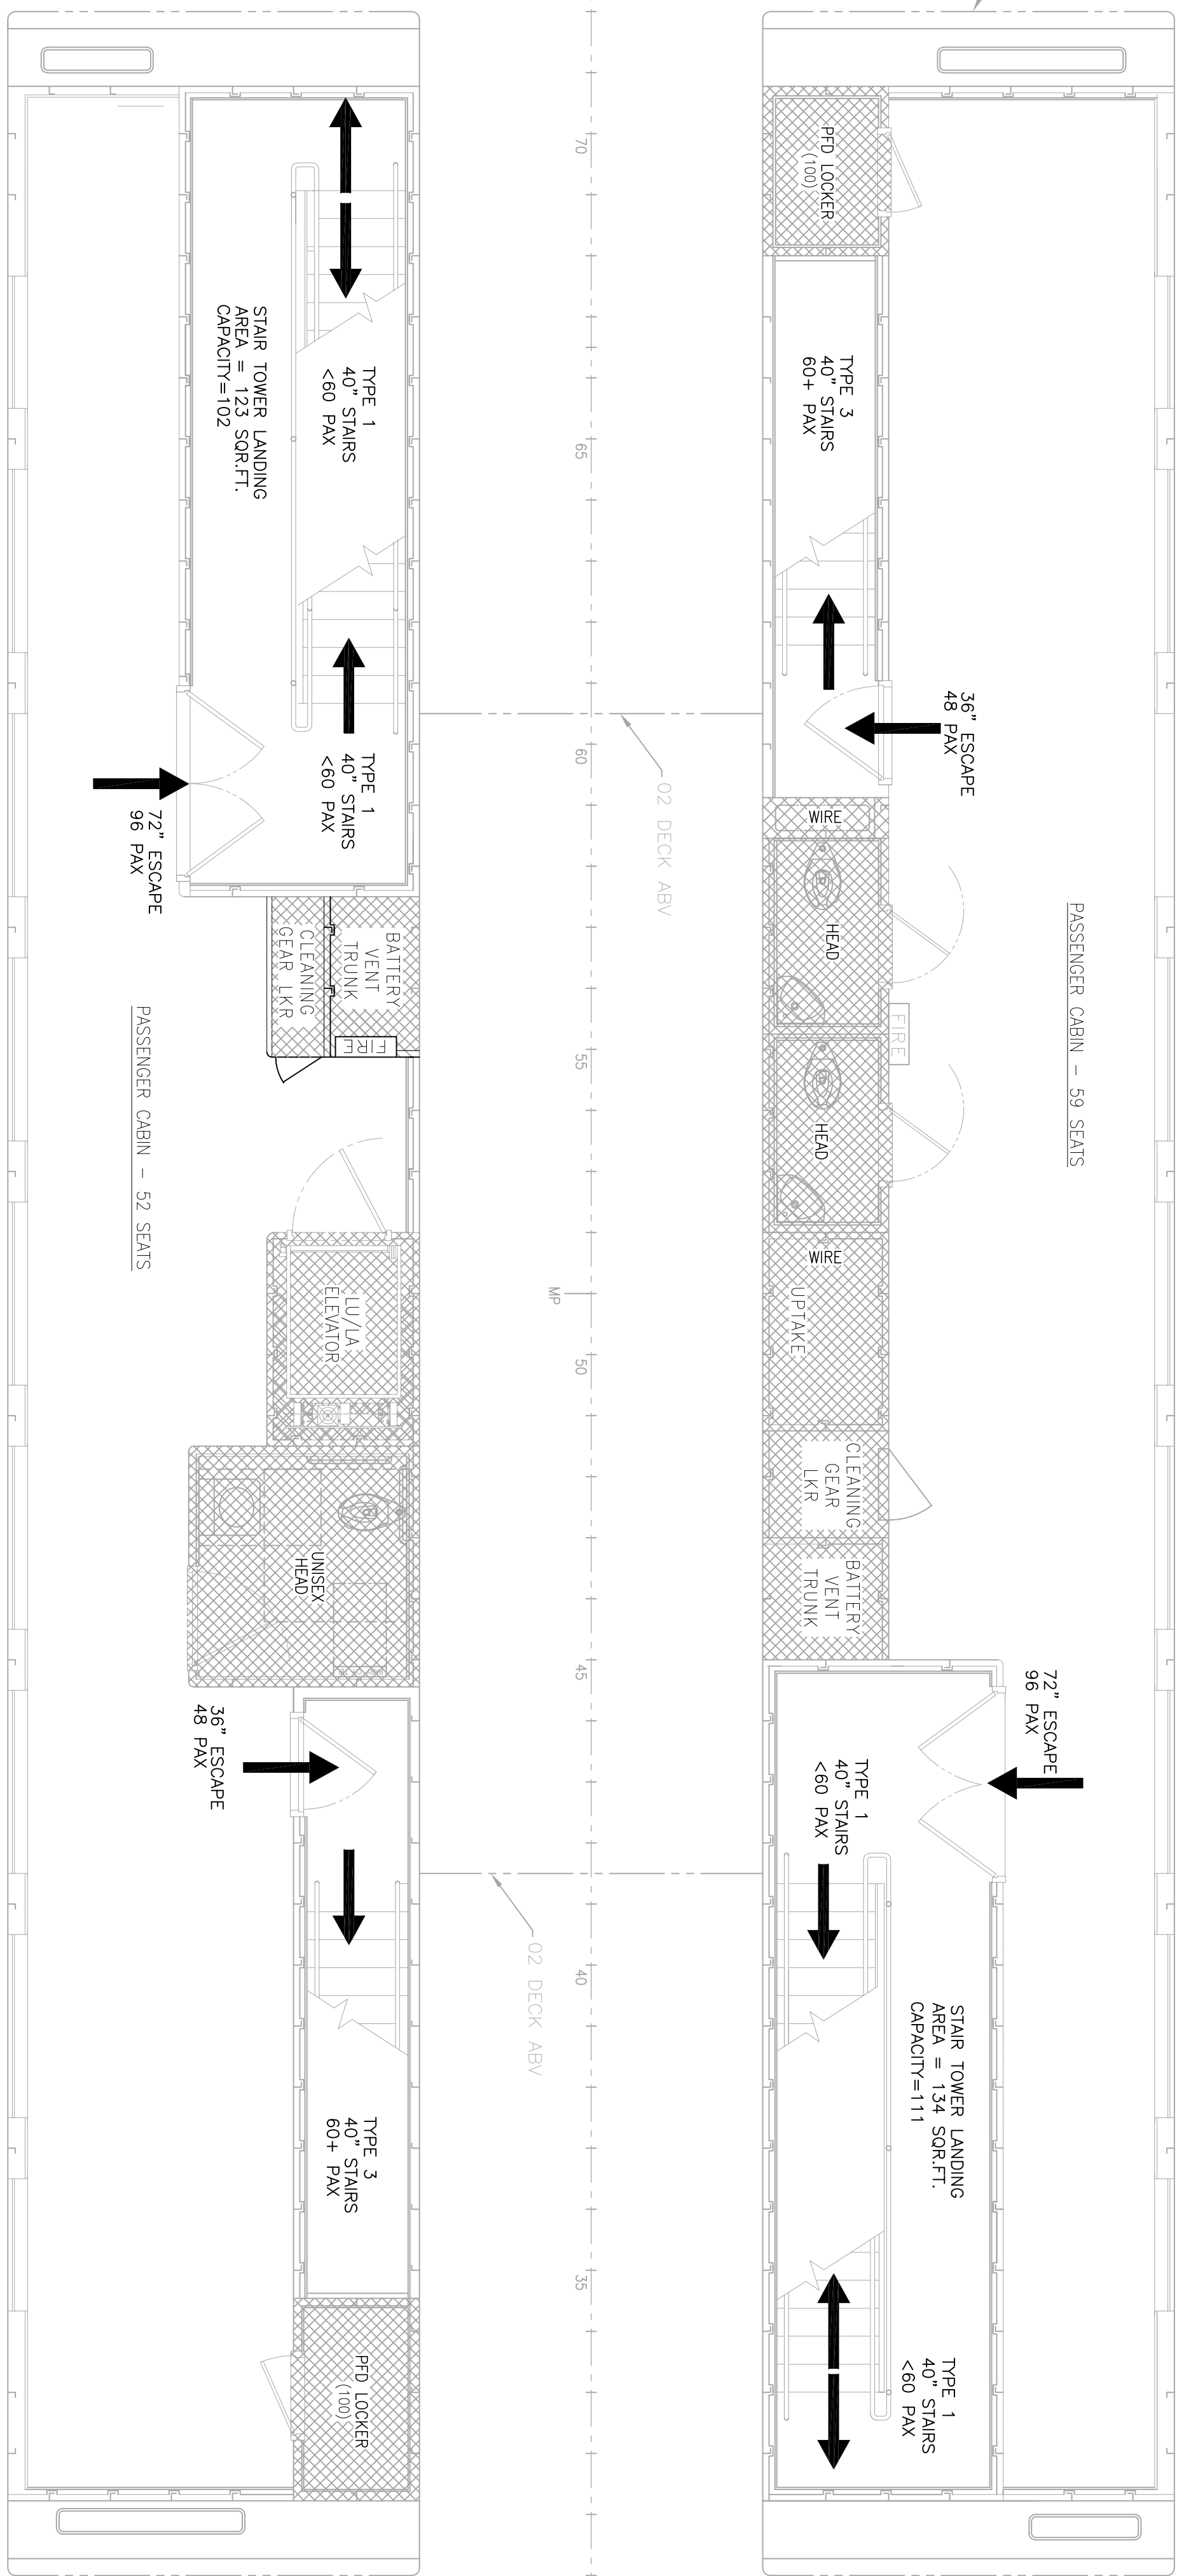 PFD LOCKER
(100)
TYPE 3
40" STAIRS
60+ PAX
36" ESCAPE
48 PAX
WIRE
HEAD
FIRE
HEAD
WIRE
UPTAKE
CLEANING
GEAR
LKR
BATTERY
VENT
TRUNK
PASSENGER CABIN - 59 SEATS
72" ESCAPE
96 PAX
TYPE 1
40" STAIRS
<60 PAX
STAIR TOWER LANDING
AREA = 134 SQR.FT.
CAPACITY=111
TYPE 1
40" STAIRS
<60 PAX
70
65
60
55
50
45
40
35
MP
02 DECK ABV
02 DECK ABV
TYPE 1
40" STAIRS
<60 PAX
STAIR TOWER LANDING
AREA = 123 SQR.FT.
CAPACITY=102
TYPE 1
40" STAIRS
<60 PAX
72" ESCAPE
96 PAX
BATTERY
VENT
TRUNK
CLEANING
GEAR LKR
FIRE
PASSENGER CABIN - 52 SEATS
LU/LA
ELEVATOR
UNISEX
HEAD
36" ESCAPE
48 PAX
TYPE 3
40" STAIRS
60+ PAX
PFD LOCKER
(100)